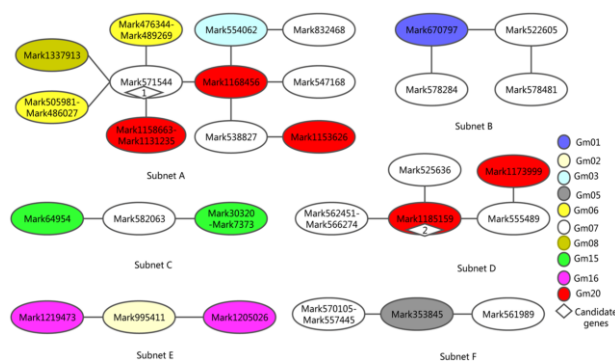 Mark476344-
Mark489269
Mark554062
Mark832468
Mark1337913
Mark571544
1
Mark1168456
Mark547168
Mark505981-
Mark486027
Mark1158663-
Mark1131235
Mark538827
Mark1153626
Subnet A
Mark670797
Mark522605
Mark578284
Mark578481
Subnet B
Mark64954
Mark582063
Mark30320
-Mark7373
Subnet C
Mark525636
Mark1173999
Mark562451-
Mark566274
Mark1185159
2
Mark555489
Subnet D
Mark1219473
Mark995411
Mark1205026
Subnet E
Mark570105-
Mark557445
Mark353845
Mark561989
Subnet F
Gm01
Gm02
Gm03
Gm05
Gm06
Gm07
Gm08
Gm15
Gm16
Gm20
Candidate
genes